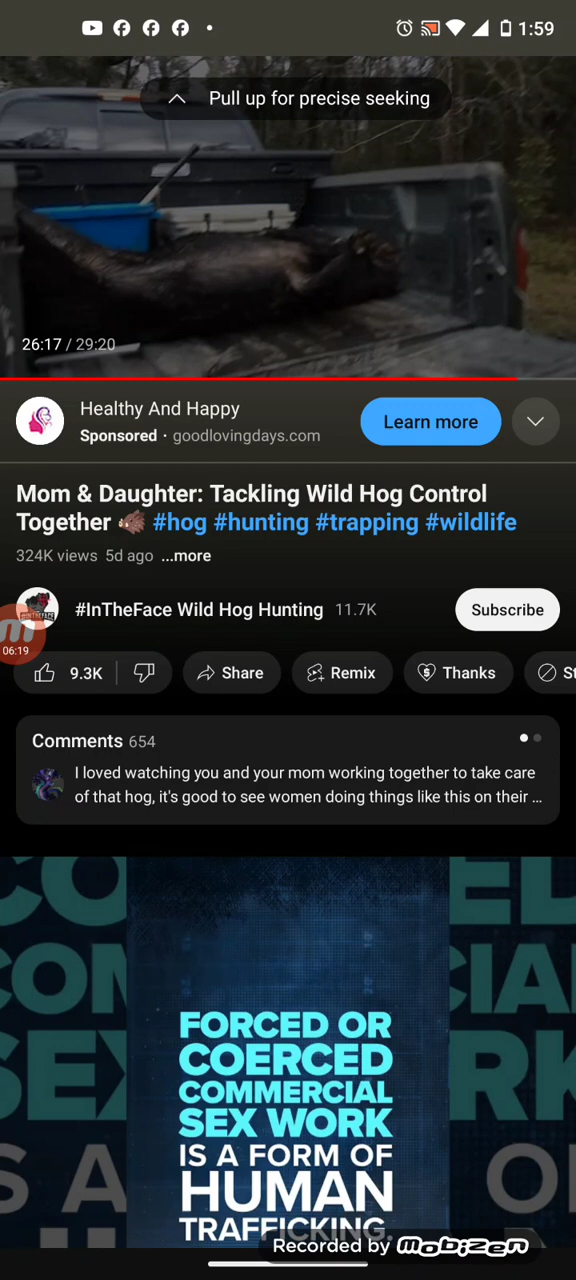 1:59
Pull up for precise seeking
26:17 / 29:20
Healthy And Happy
Sponsored · goodlovingdays.com
Learn more
Mom & Daughter: Tackling Wild Hog Control
Together 🐗 #hog #hunting #trapping #wildlife
324K views 5d ago ...more
#InTheFace Wild Hog Hunting 11.7K
Subscribe
06:19
9.3K
Share
Remix
Thanks
St
Comments 654
I loved watching you and your mom working together to take care
of that hog, it's good to see women doing things like this on their ...
FORCED OR
COERCED
COMMERCIAL
SEX WORK
IS A FORM OF
HUMAN
TRAFFICKING.
Recorded by mobizen